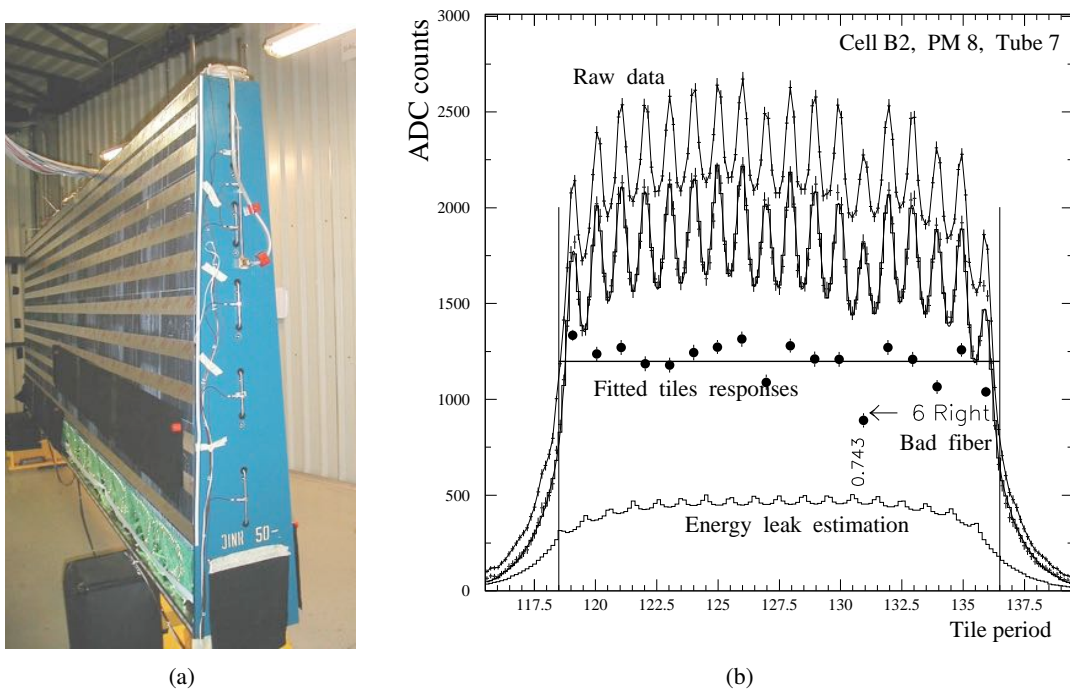 JINR 50-
(a)
Cell B2, PM 8, Tube 7
ADC counts
3000
2500
2000
1500
1000
500
0
Raw data
Fitted tiles responses
6 Right
Bad fiber
0.743
Energy leak estimation
117.5 120 122.5 125 127.5 130 132.5 135 137.5
Tile period
(b)